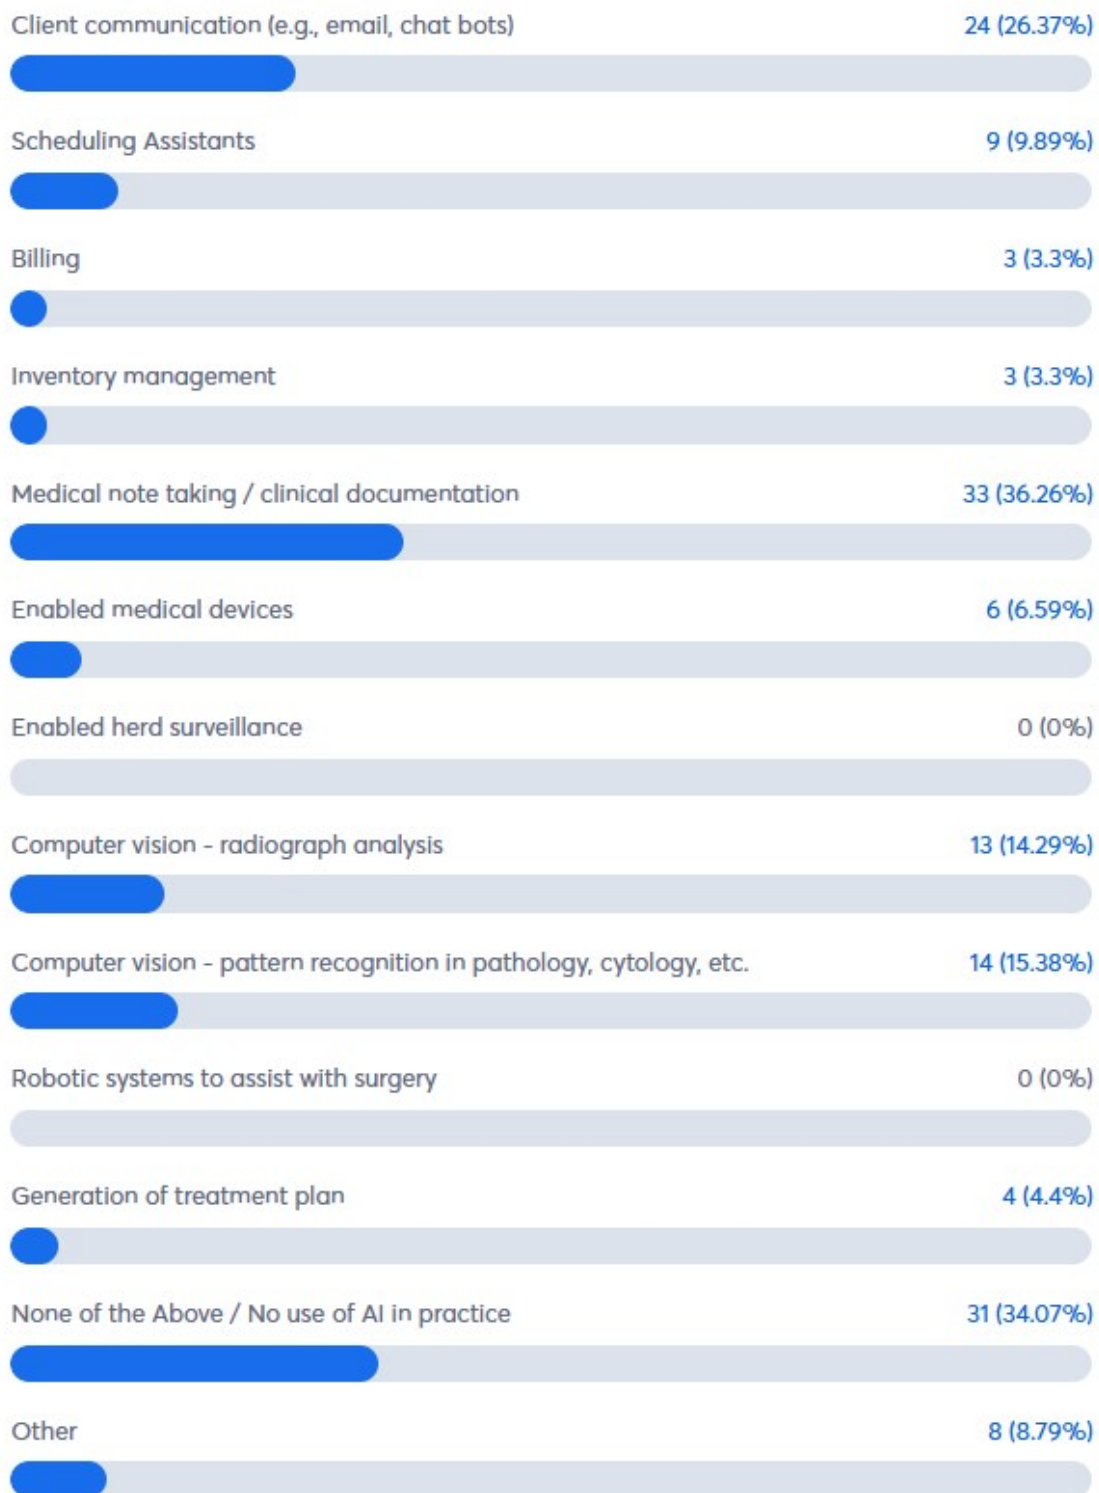 Client communication (e.g., email, chat bots) 24 (26.37%)
Scheduling Assistants 9 (9.89%)
Billing 3 (3.3%)
Inventory management 3 (3.3%)
Medical note taking / clinical documentation 33 (36.26%)
Enabled medical devices 6 (6.59%)
Enabled herd surveillance 0 (0%)
Computer vision - radiograph analysis 13 (14.29%)
Computer vision - pattern recognition in pathology, cytology, etc. 14 (15.38%)
Robotic systems to assist with surgery 0 (0%)
Generation of treatment plan 4 (4.4%)
None of the Above / No use of AI in practice 31 (34.07%)
Other 8 (8.79%)